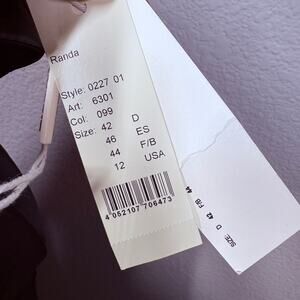 Randa
Style: 0227 01
Art: 6301
Col: 099
Size: 42 D
46 ES
44 F/B
12 USA
4 052107 706473
SIZE: D 42 F/B 44